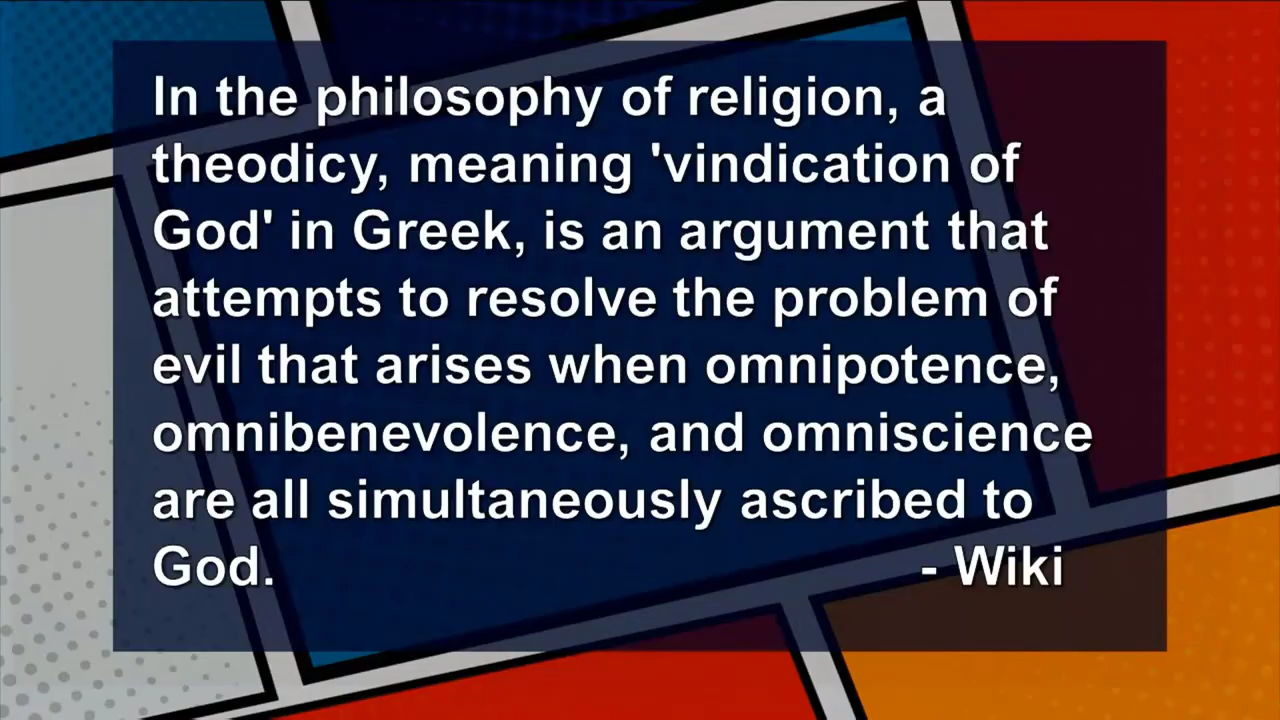 In the philosophy of religion, a
theodicy, meaning 'vindication of
God' in Greek, is an argument that
attempts to resolve the problem of
evil that arises when omnipotence,
omnibenevolence, and omniscience
are all simultaneously ascribed to
God. - Wiki